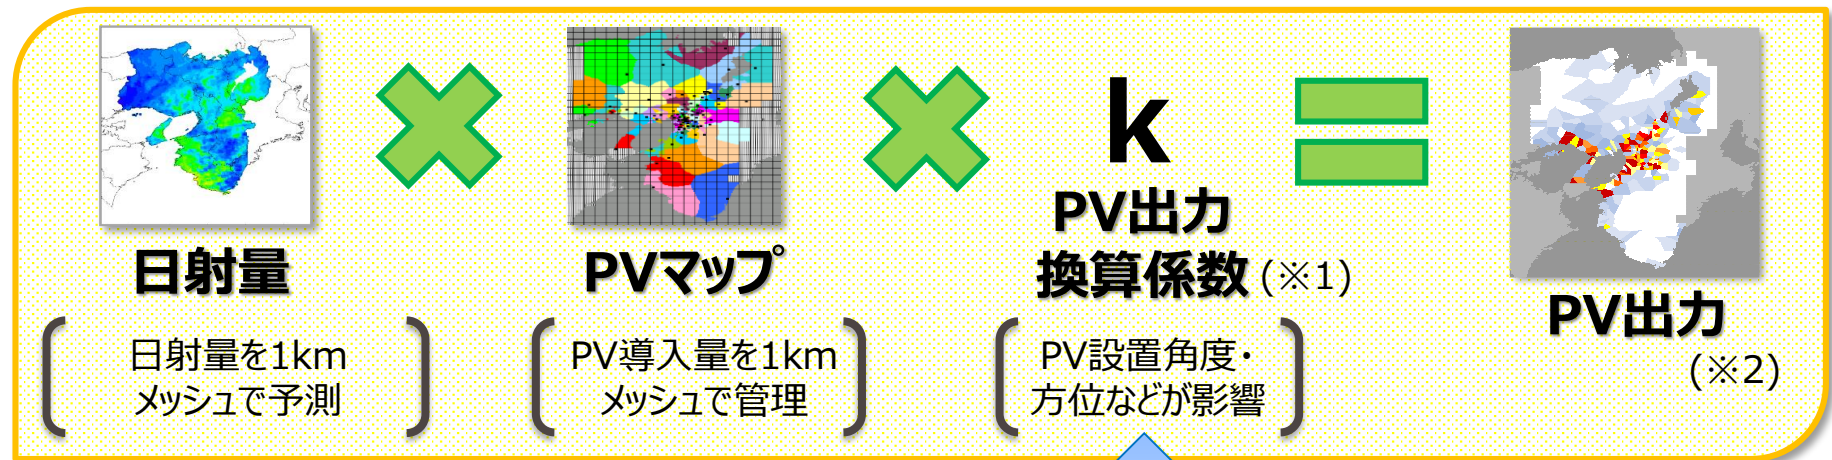 日射量
日射量を1km
メッシュで予測
PVマップ
PV導入量を1km
メッシュで管理
k
PV出力
換算係数(※1)
PV設置角度・
方位などが影響
PV出力
(※2)